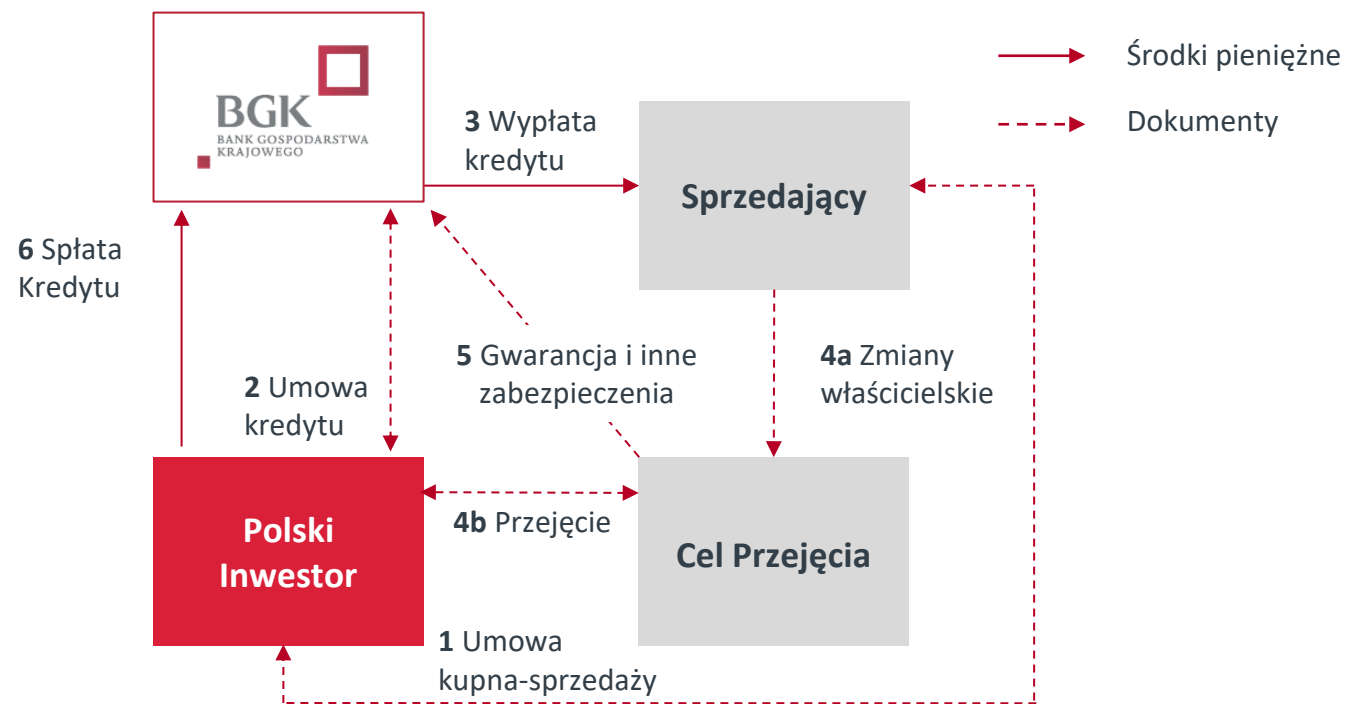 BGK
BANK GOSPODARSTWA
KRAJOWEGO
Środki pieniężne
Dokumenty
3 Wypłata
kredytu
Sprzedający
6 Spłata
Kredytu
5 Gwarancja i inne
zabezpieczenia
4a Zmiany
właścicielskie
2 Umowa
kredytu
Polski
Inwestor
4b Przejęcie
Cel Przejęcia
1 Umowa
kupna-sprzedaży